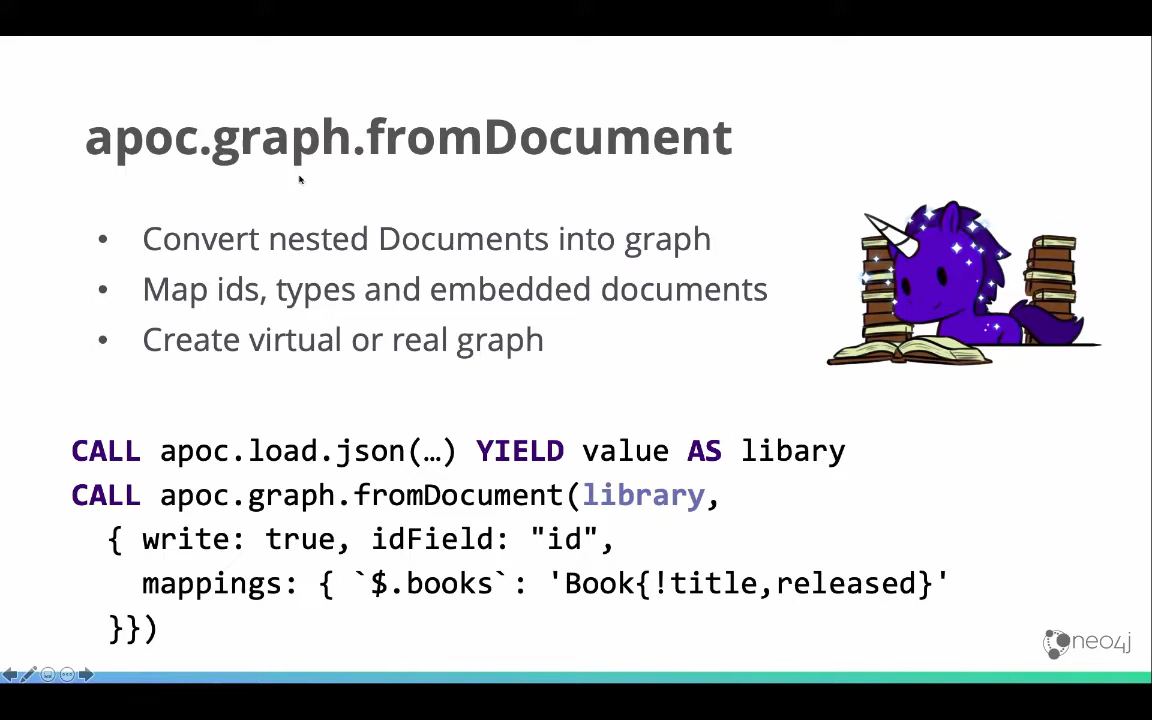 apoc.graph.fromDocument
• Convert nested Documents into graph
• Map ids, types and embedded documents
• Create virtual or real graph
CALL apoc.load.json(…) YIELD value AS libary
CALL apoc.graph.fromDocument(library,
{ write: true, idField: "id",
mappings: { `$.books`: 'Book{!title,released}'
}})
neo4j